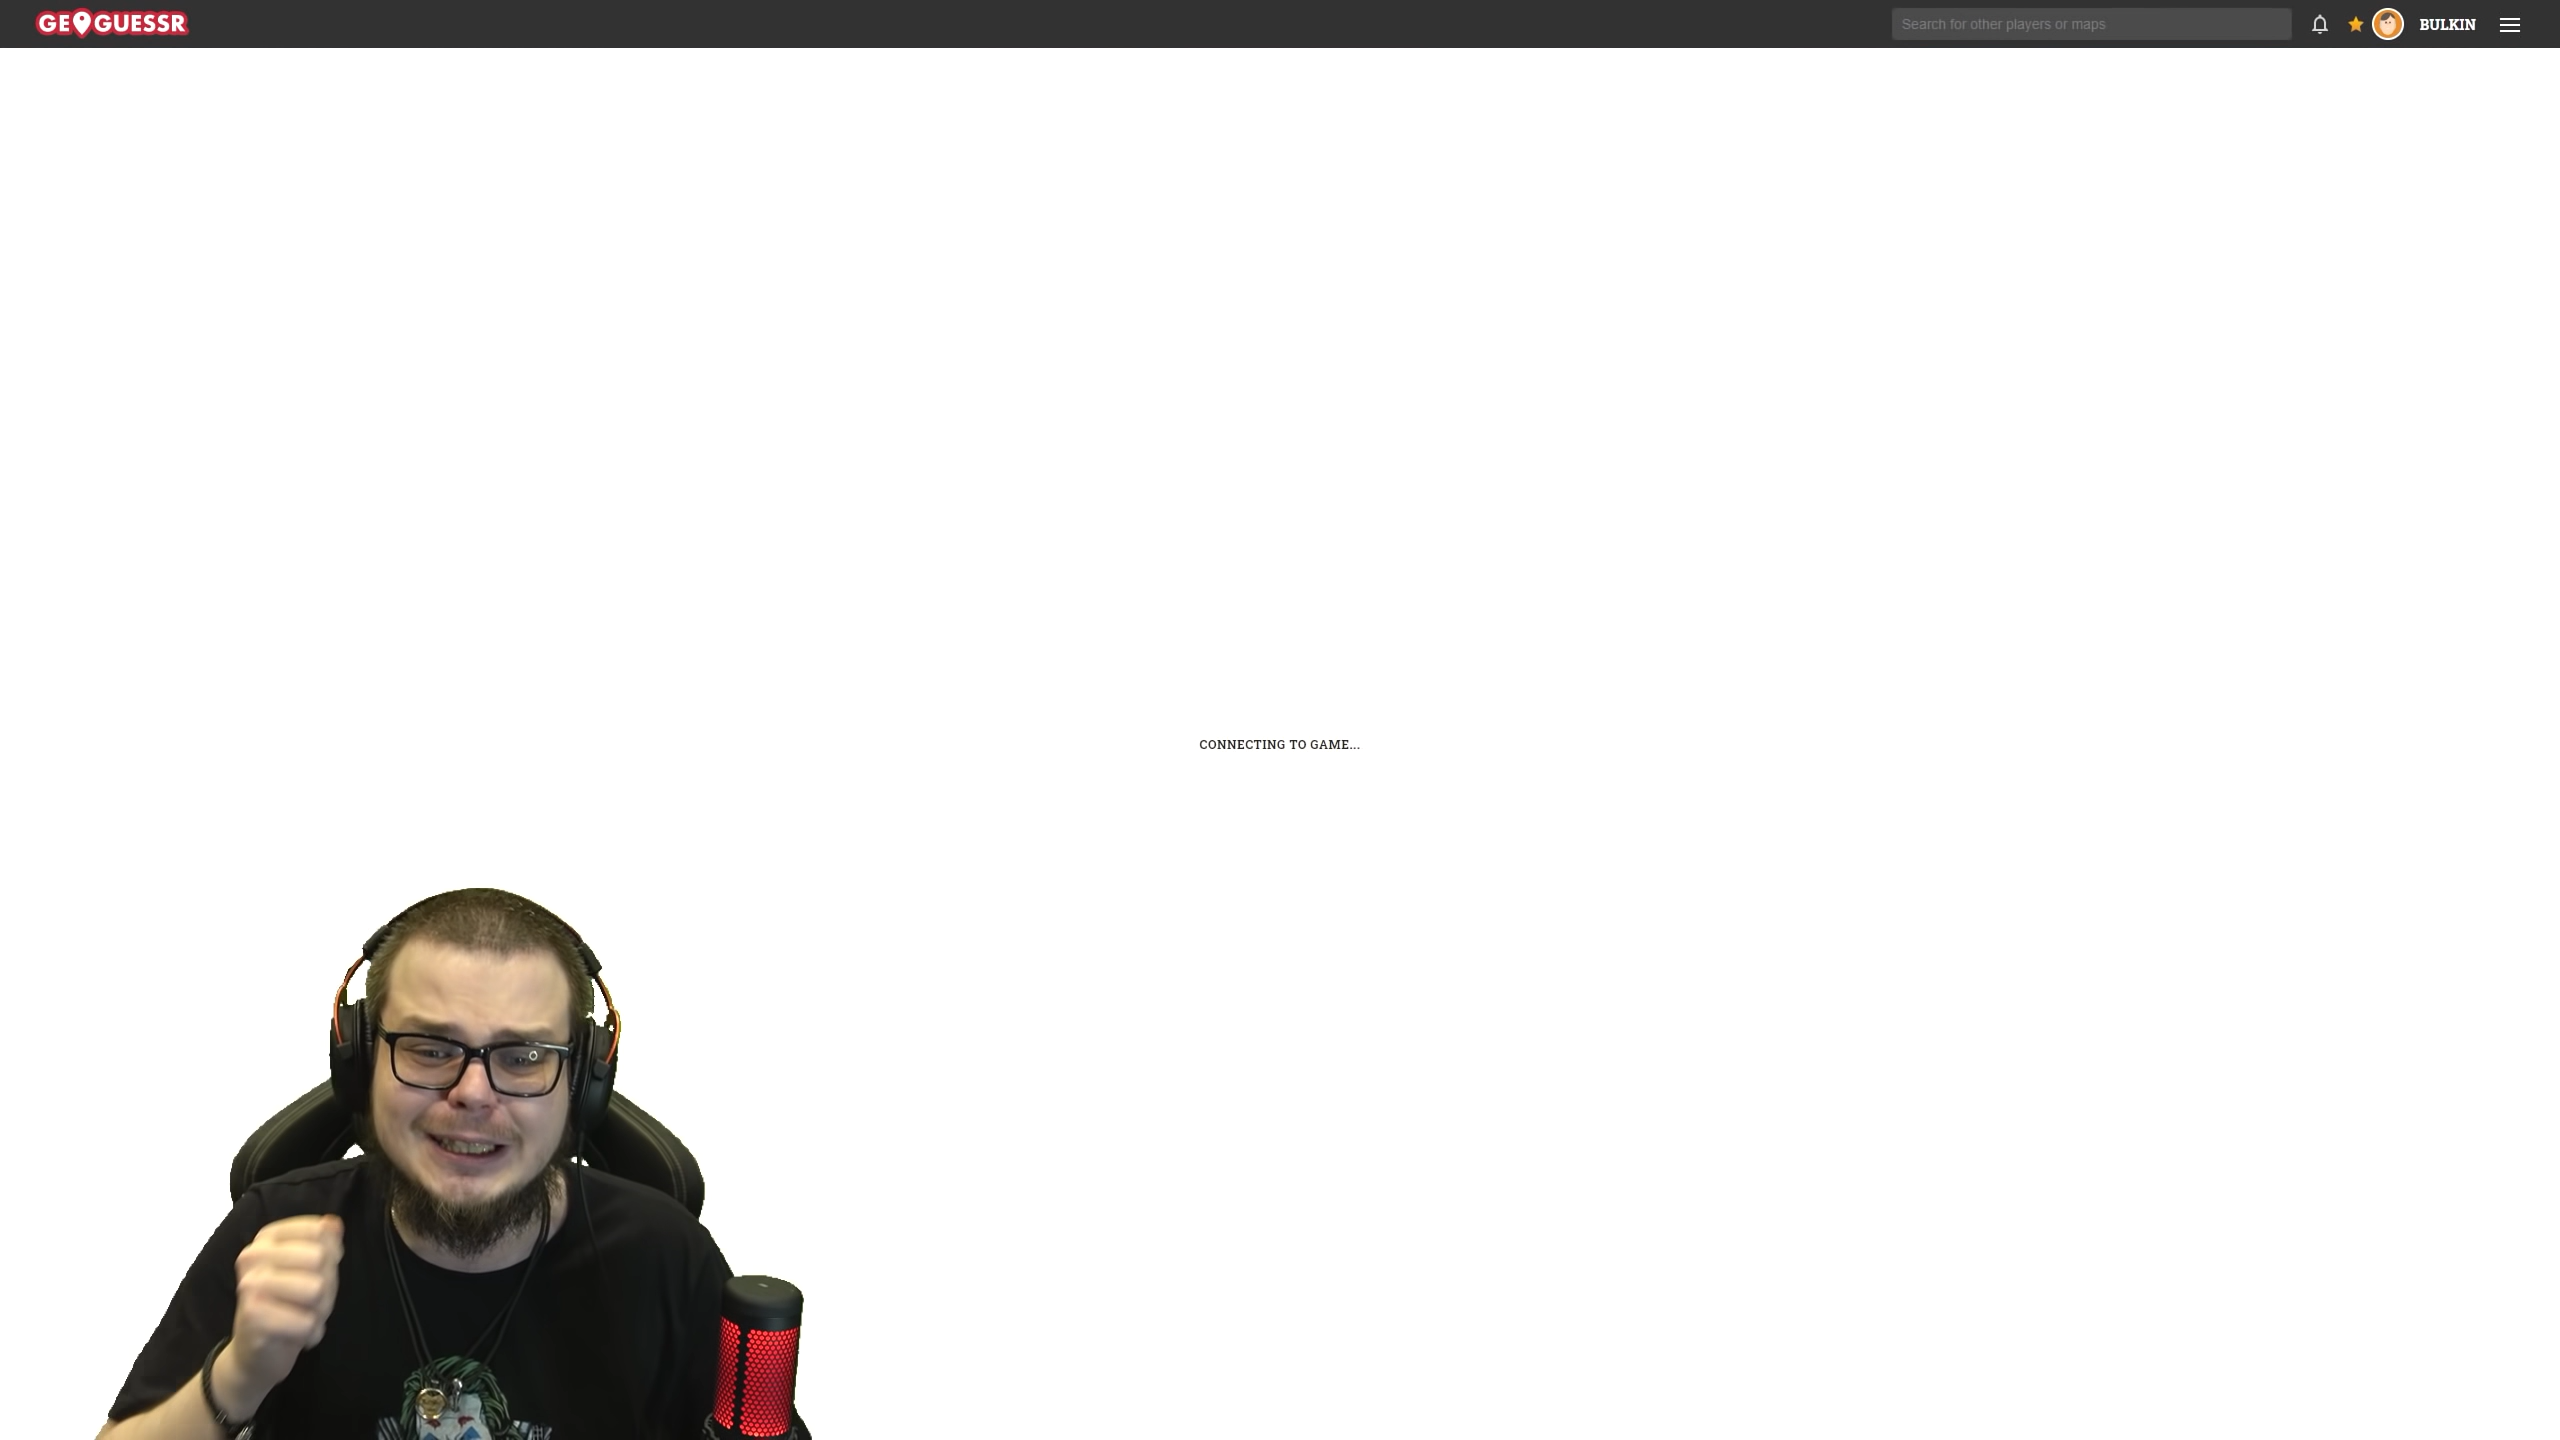 GEOGUESSR
Search for other players or maps
BULKIN
CONNECTING TO GAME...